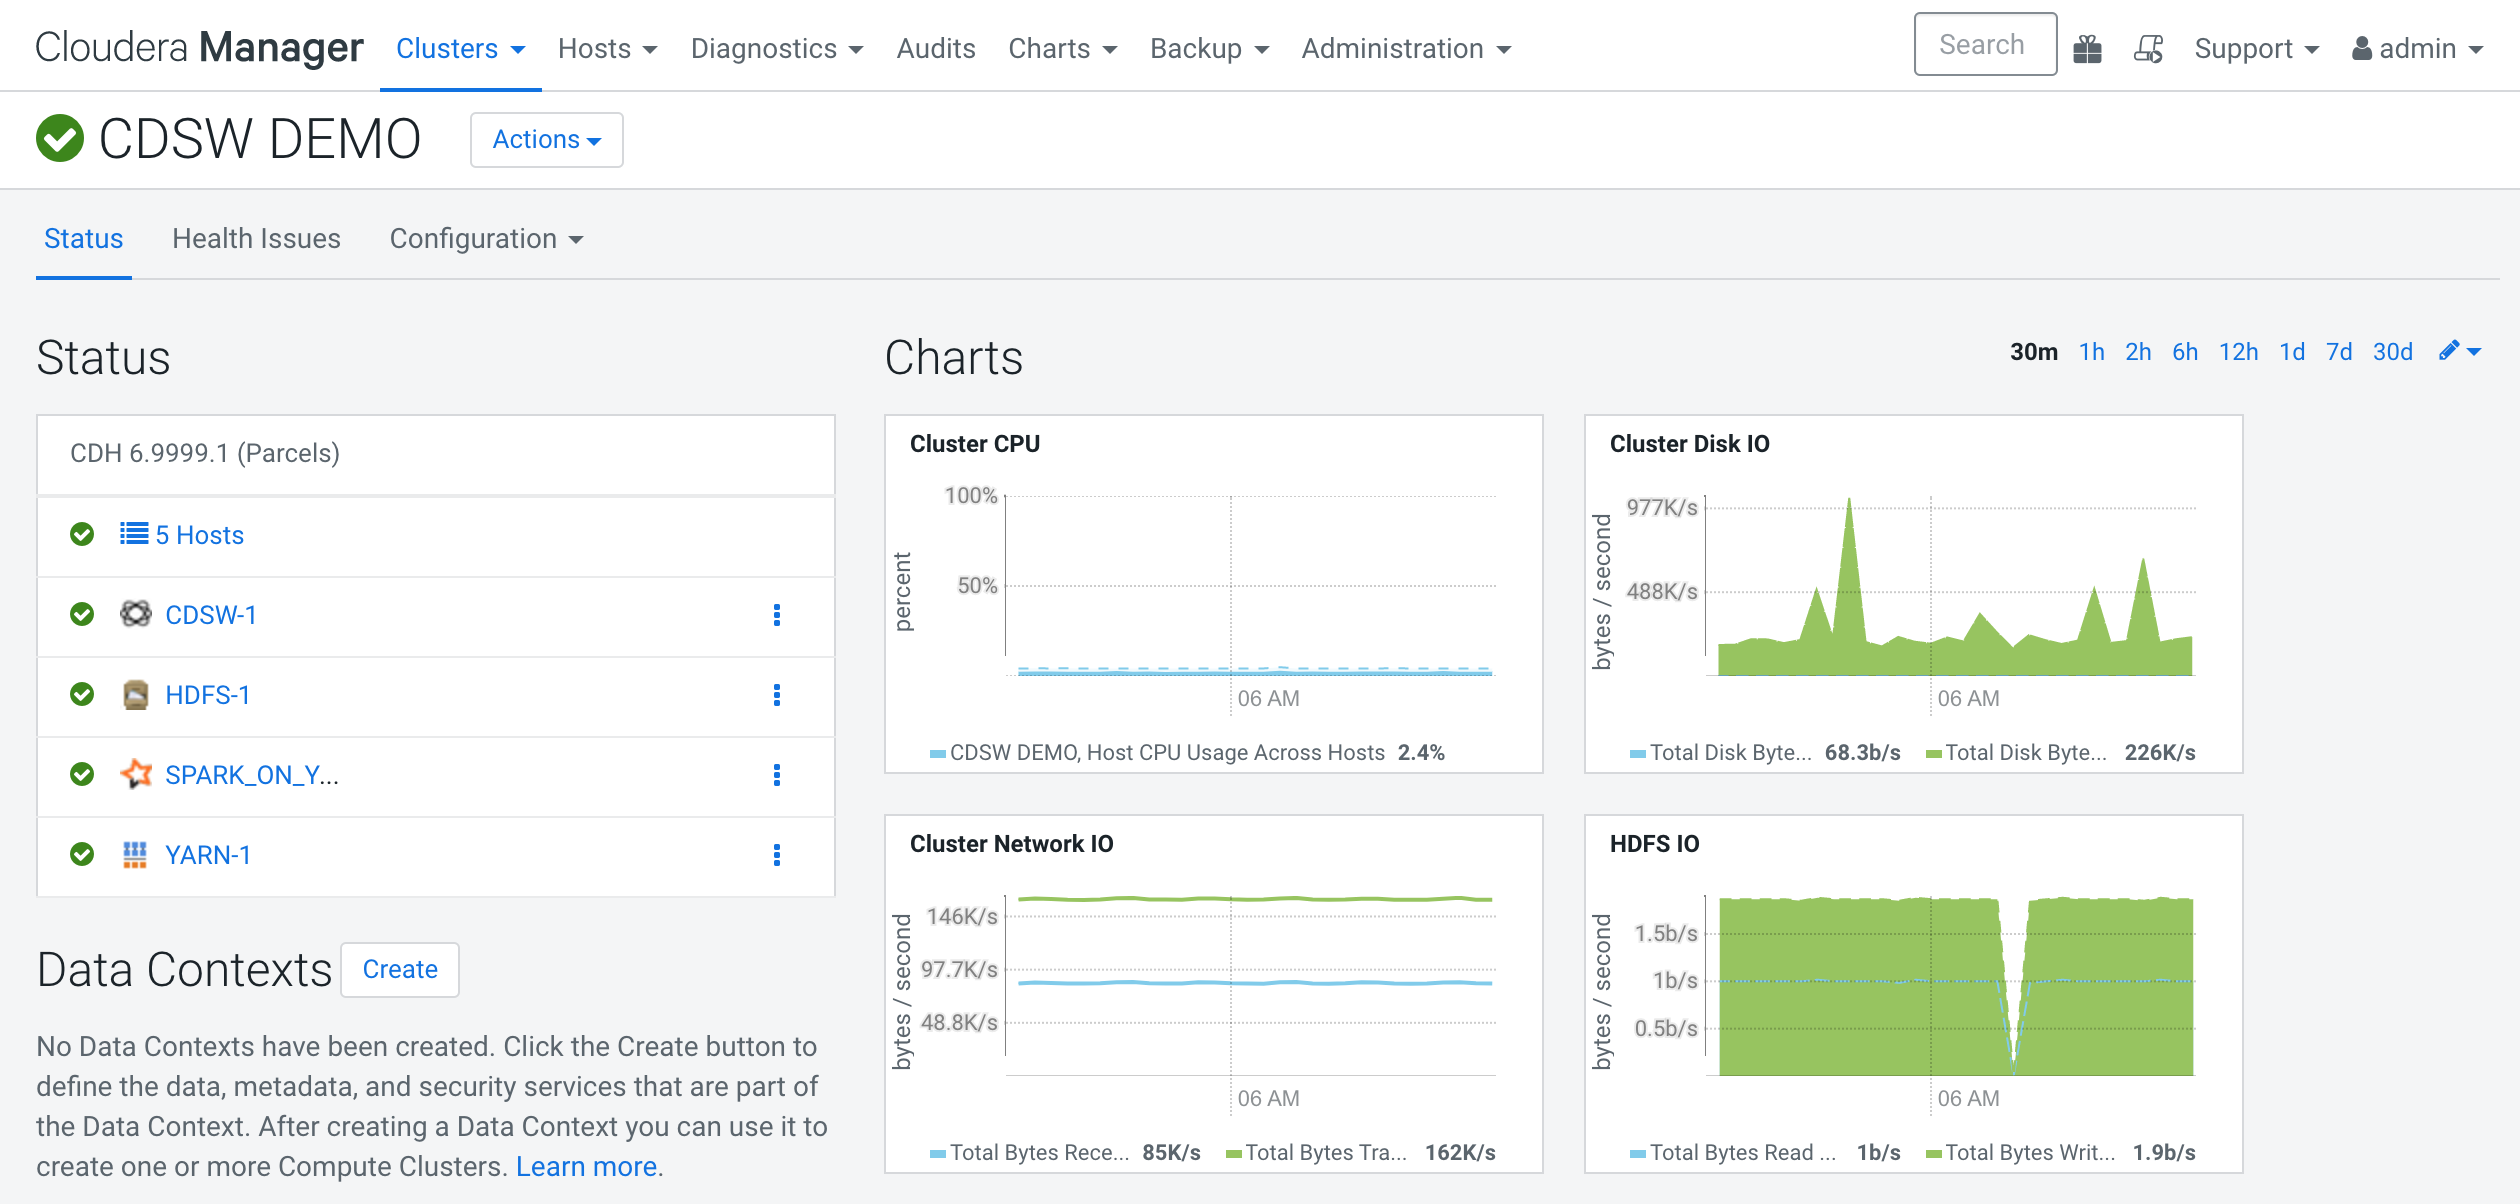 Cloudera Manager Clusters Hosts Diagnostics Audits Charts Backup Administration Search Support admin
CDSW DEMO Actions
Status Health Issues Configuration
Status
CDH 6.9999.1 (Parcels)
5 Hosts
CDSW-1
HDFS-1
SPARK_ON_Y...
YARN-1
Data Contexts Create
No Data Contexts have been created. Click the Create button to
define the data, metadata, and security services that are part of
the Data Context. After creating a Data Context you can use it to
create one or more Compute Clusters. Learn more.
Charts
30m 1h 2h 6h 12h 1d 7d 30d
Cluster CPU
percent
100%
50%
06 AM
CDSW DEMO, Host CPU Usage Across Hosts 2.4%
Cluster Disk IO
bytes / second
977K/s
488K/s
06 AM
Total Disk Byte... 68.3b/s Total Disk Byte... 226K/s
Cluster Network IO
bytes / second
146K/s
97.7K/s
48.8K/s
06 AM
Total Bytes Rece... 85K/s Total Bytes Tra... 162K/s
HDFS IO
bytes / second
1.5b/s
1b/s
0.5b/s
06 AM
Total Bytes Read ... 1b/s Total Bytes Writ... 1.9b/s